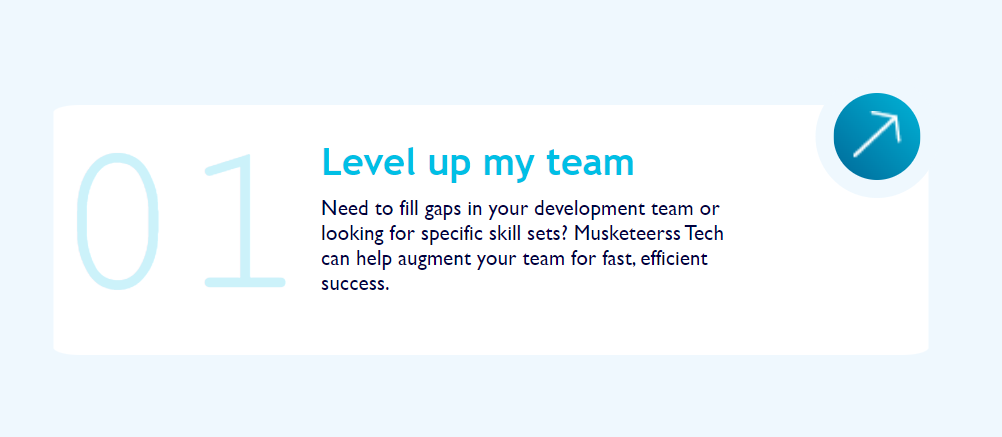 01
Level up my team
Need to fill gaps in your development team or
looking for specific skill sets? Musketeerss Tech
can help augment your team for fast, efficient
success.